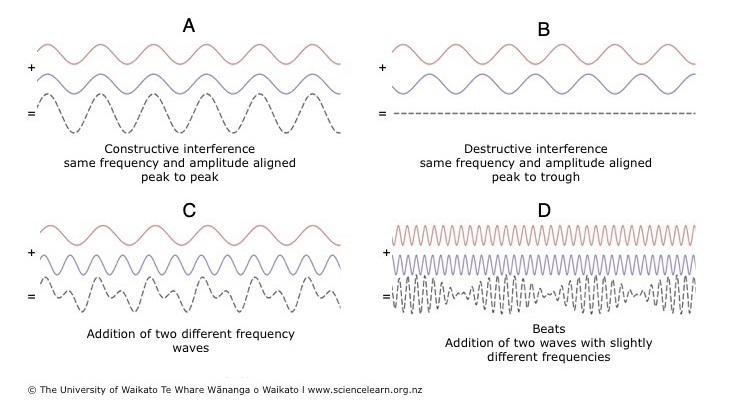 A
+
=
Constructive interference
same frequency and amplitude aligned
peak to peak
B
+
=
Destructive interference
same frequency and amplitude aligned
peak to trough
C
+
=
Addition of two different frequency
waves
D
+
=
Beats
Addition of two waves with slightly
different frequencies
© The University of Waikato Te Whare Wānanga o Waikato I www.sciencelearn.org.nz